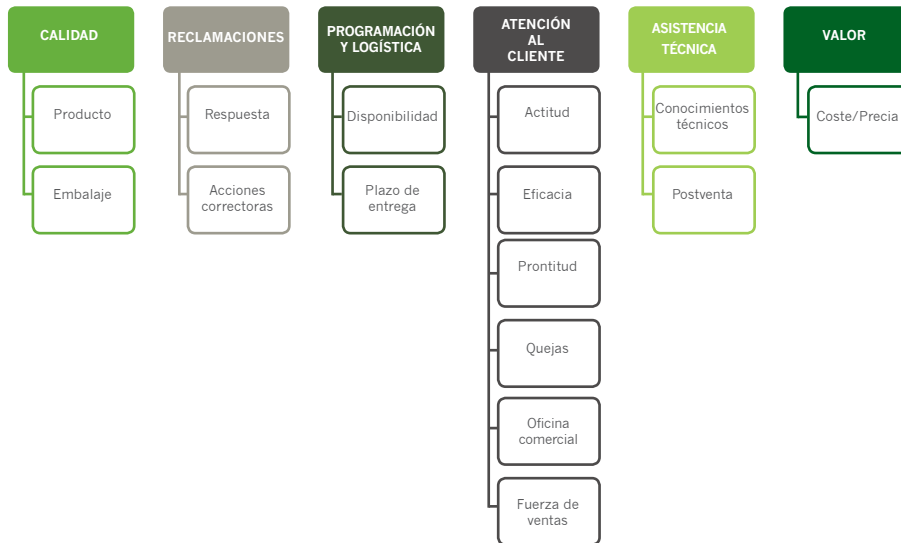 CALIDAD
Producto
Embalaje
RECLAMACIONES
Respuesta
Acciones
correctoras
PROGRAMACIÓN
Y LOGÍSTICA
Disponibilidad
Plazo de
entrega
ATENCIÓN
AL
CLIENTE
Actitud
Eficacia
Prontitud
Quejas
Oficina
comercial
Fuerza de
ventas
ASISTENCIA
TÉCNICA
Conocimientos
técnicos
Postventa
VALOR
Coste/Precia